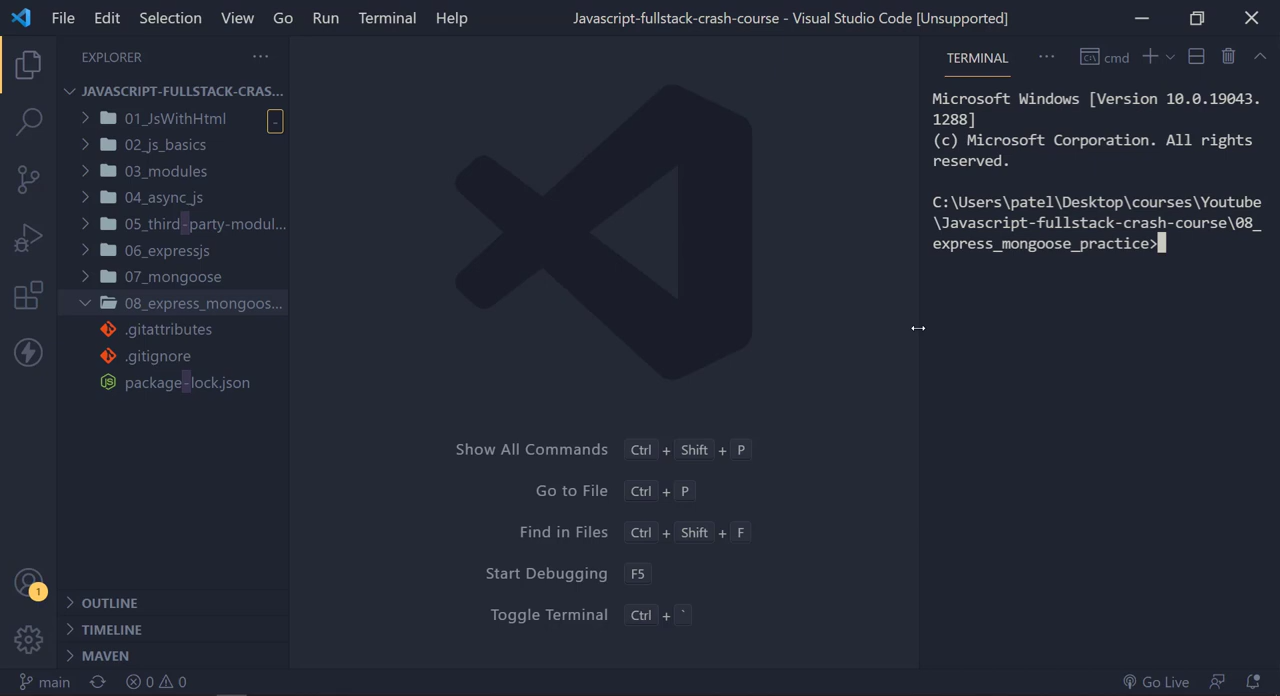 File Edit Selection View Go Run Terminal Help
Javascript-fullstack-crash-course - Visual Studio Code [Unsupported]
EXPLORER
JAVASCRIPT-FULLSTACK-CRAS...
01_JsWithHtml
02_js_basics
03_modules
04_async_js
05_third-party-modul...
06_expressjs
07_mongoose
08_express_mongoos...
.gitattributes
.gitignore
package-lock.json
OUTLINE
TIMELINE
MAVEN
Show All Commands Ctrl + Shift + P
Go to File Ctrl + P
Find in Files Ctrl + Shift + F
Start Debugging F5
Toggle Terminal Ctrl + `
TERMINAL
cmd
Microsoft Windows [Version 10.0.19043.
1288]
(c) Microsoft Corporation. All rights
reserved.
C:\Users\patel\Desktop\courses\Youtube
\Javascript-fullstack-crash-course\08_
express_mongoose_practice>
1
main 0 0
Go Live